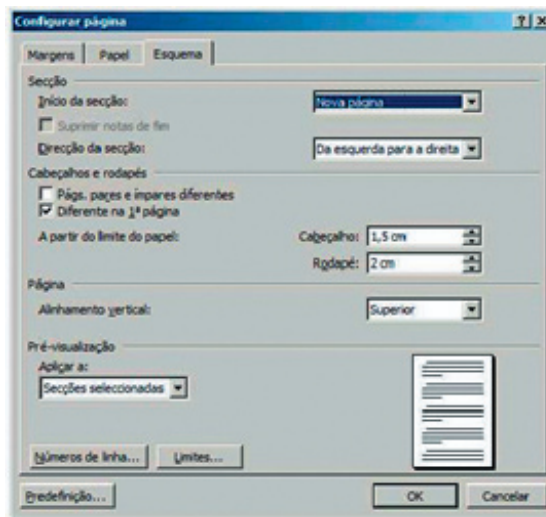 Configurar página
Margens Papel Esquema
Secção
Início da secção: Nova página
Suprimir notas de fim
Direcção da secção: Da esquerda para a direita
Cabeçalhos e rodapés
Págs. pares e ímpares diferentes
Diferente na 1ª página
A partir do limite do papel: Cabeçalho: 1,5 cm
Rodapé: 2 cm
Página
Alinhamento vertical: Superior
Pré-visualização
Aplicar a:
Secções seleccionadas
Números de linha... Limites...
Predefinição... OK Cancelar